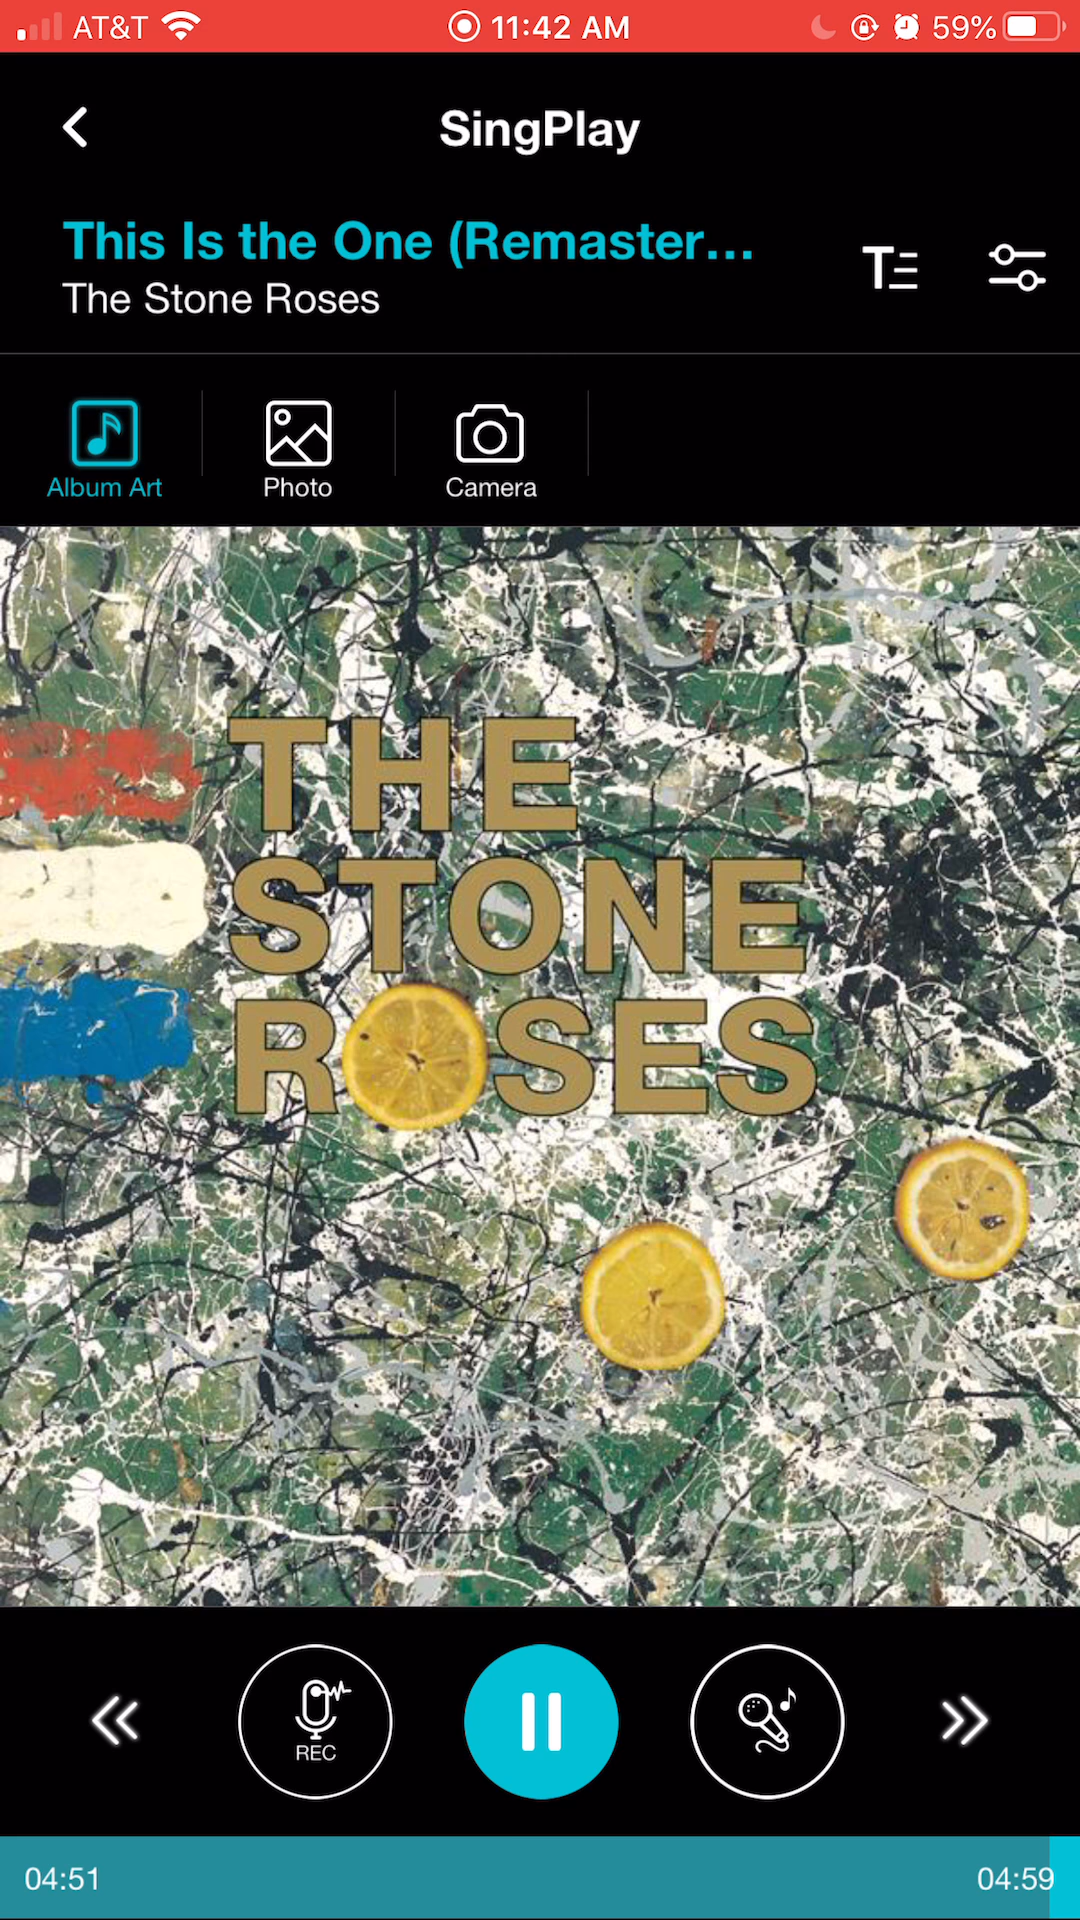 AT&T 11:42 AM 59%
SingPlay
This Is the One (Remaster...
The Stone Roses
Album Art Photo Camera
THE
STONE
ROSES
REC
04:51 04:59